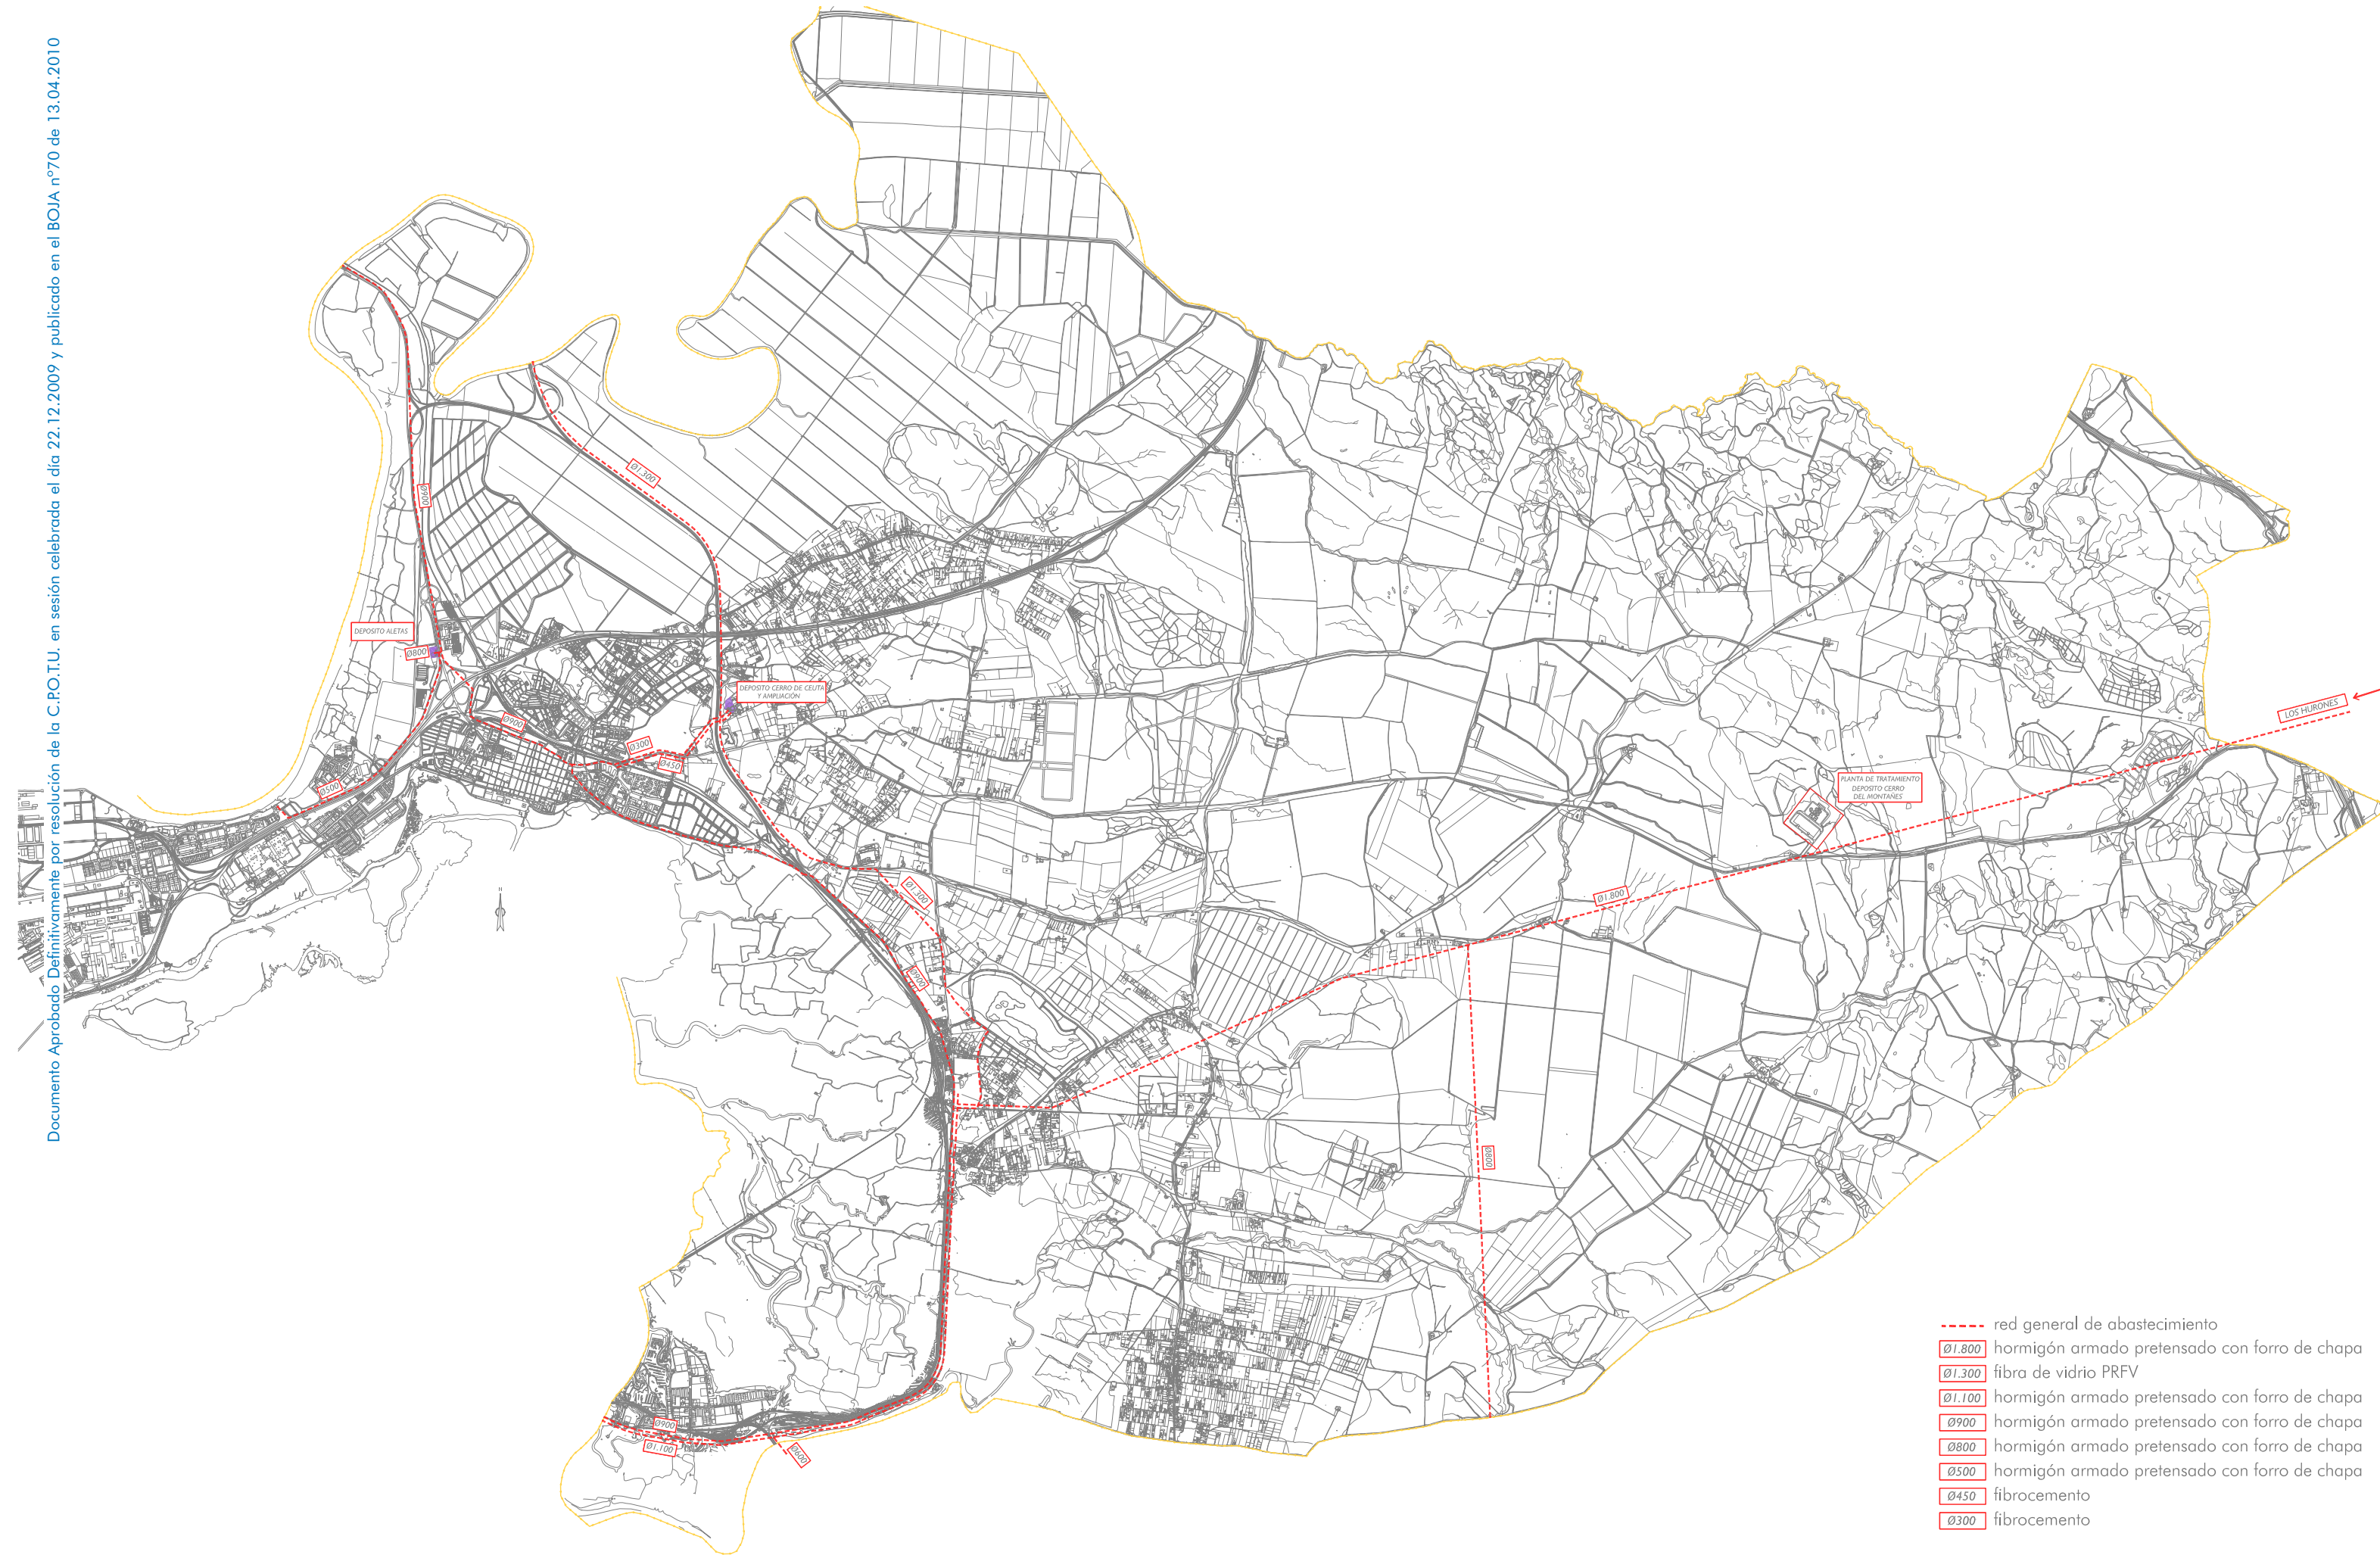 Documento Aprobado Definitivamente por resolución de la C.P.O.T.U. en sesión celebrada el día 22.12.2009 y publicado en el BOJA nº70 de 13.04.2010
Ø1.300
Ø900
DEPOSITO ALETAS
Ø800
DEPOSITO CERRO DE CEUTA
Y AMPLIACIÓN
LOS HURONES
Ø900
Ø300
Ø450
Ø500
PLANTA DE TRATAMIENTO
DEPOSITO CERRO
DEL MONTAÑES
Ø1.300
Ø1.800
N
Ø900
Ø800
Ø900
Ø1.100
Ø600
red general de abastecimiento
Ø1.800 hormigón armado pretensado con forro de chapa
Ø1.300 fibra de vidrio PRFV
Ø1.100 hormigón armado pretensado con forro de chapa
Ø900 hormigón armado pretensado con forro de chapa
Ø800 hormigón armado pretensado con forro de chapa
Ø500 hormigón armado pretensado con forro de chapa
Ø450 fibrocemento
Ø300 fibrocemento